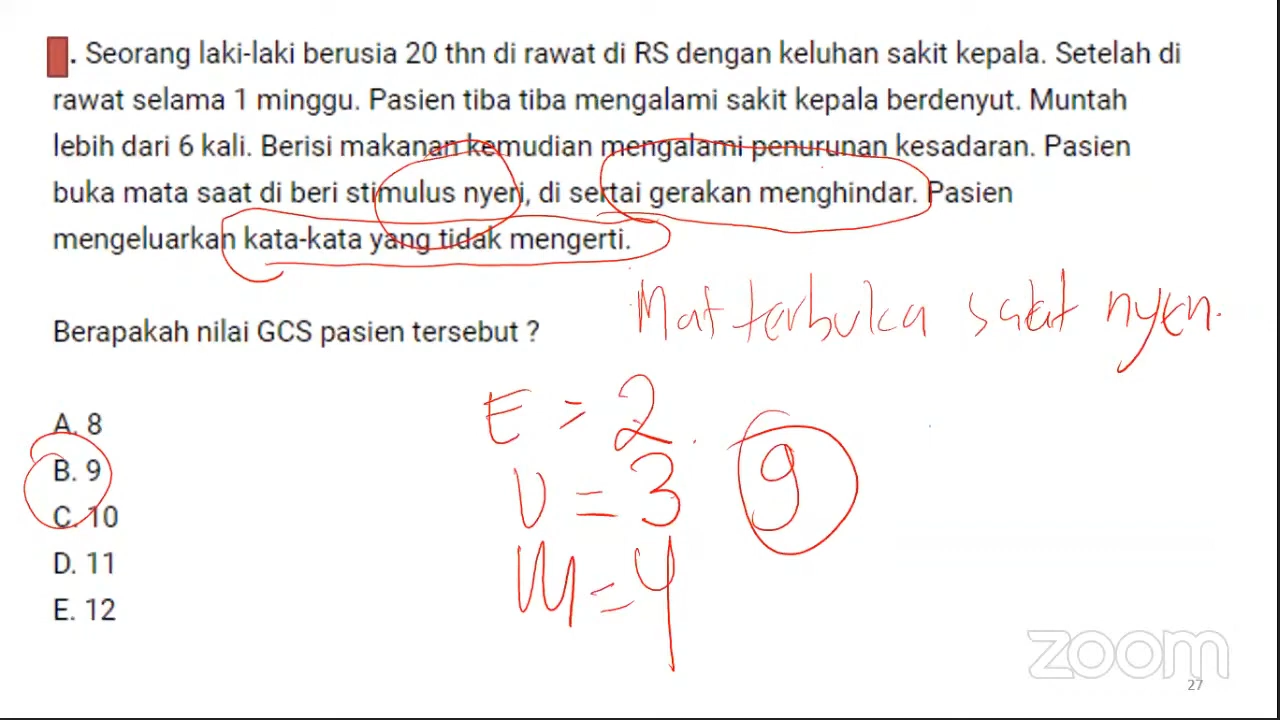 . Seorang laki-laki berusia 20 thn di rawat di RS dengan keluhan sakit kepala. Setelah di
rawat selama 1 minggu. Pasien tiba tiba mengalami sakit kepala berdenyut. Muntah
lebih dari 6 kali. Berisi makanan kemudian mengalami penurunan kesadaran. Pasien
buka mata saat di beri stimulus nyeri, di sertai gerakan menghindar. Pasien
mengeluarkan kata-kata yang tidak mengerti.
Mat terbuka saat nyeri.
Berapakah nilai GCS pasien tersebut ?
E = 2
A. 8
B. 9
V = 3
9
C. 10
D. 11
M = 4
E. 12
zoom
27